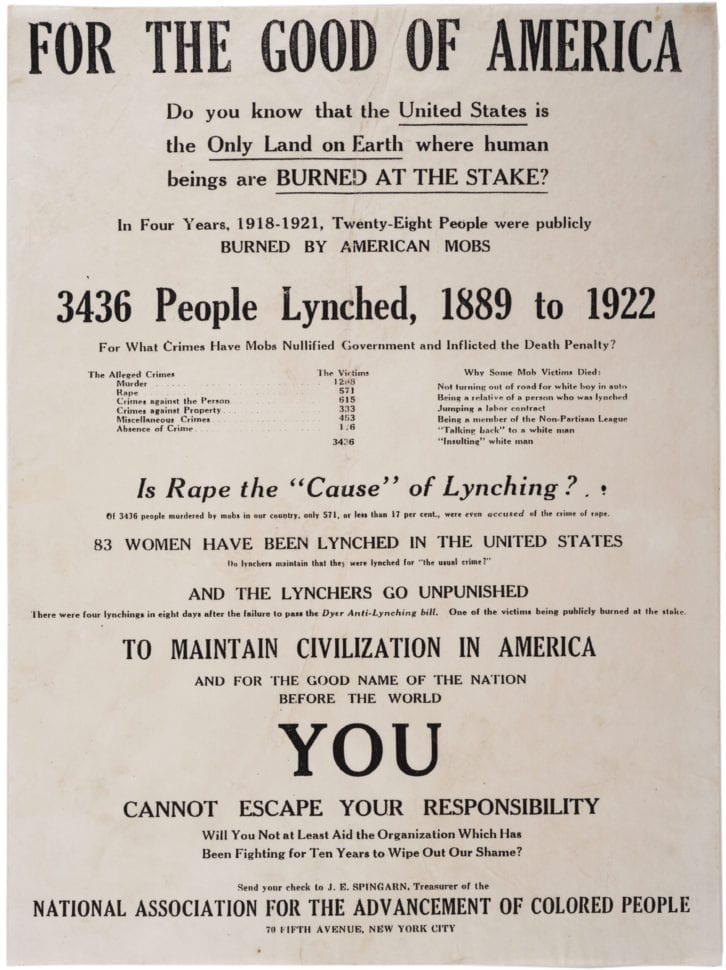 FOR THE GOOD OF AMERICA
Do you know that the United States is
the Only Land on Earth where human
beings are BURNED AT THE STAKE?
In Four Years, 1918-1921, Twenty-Eight People were publicly
BURNED BY AMERICAN MOBS
3436 People Lynched, 1889 to 1922
For What Crimes Have Mobs Nullified Government and Inflicted the Death Penalty?
The Alleged Crimes The Victims
Murder 1288
Rape 571
Crimes against the Person 615
Crimes against Property 333
Miscellaneous Crimes 453
Absence of Crime 176
3436
Why Some Mob Victims Died:
Not turning out of road for white boy in auto
Being a relative of a person who was lynched
Jumping a labor contract
Being a member of the Non-Partisan League
"Talking back" to a white man
"Insulting" white man
Is Rape the "Cause" of Lynching?
Of 3436 people murdered by mobs in our country, only 571, or less than 17 per cent., were even accused of the crime of rape.
83 WOMEN HAVE BEEN LYNCHED IN THE UNITED STATES
Do lynchers maintain that they were lynched for "the usual crime?"
AND THE LYNCHERS GO UNPUNISHED
There were four lynchings in eight days after the failure to pass the Dyer Anti-Lynching bill. One of the victims being publicly burned at the stake.
TO MAINTAIN CIVILIZATION IN AMERICA
AND FOR THE GOOD NAME OF THE NATION
BEFORE THE WORLD
YOU
CANNOT ESCAPE YOUR RESPONSIBILITY
Will You Not at Least Aid the Organization Which Has
Been Fighting for Ten Years to Wipe Out Our Shame?
Send your check to J. E. SPINGARN, Treasurer of the
NATIONAL ASSOCIATION FOR THE ADVANCEMENT OF COLORED PEOPLE
70 FIFTH AVENUE, NEW YORK CITY